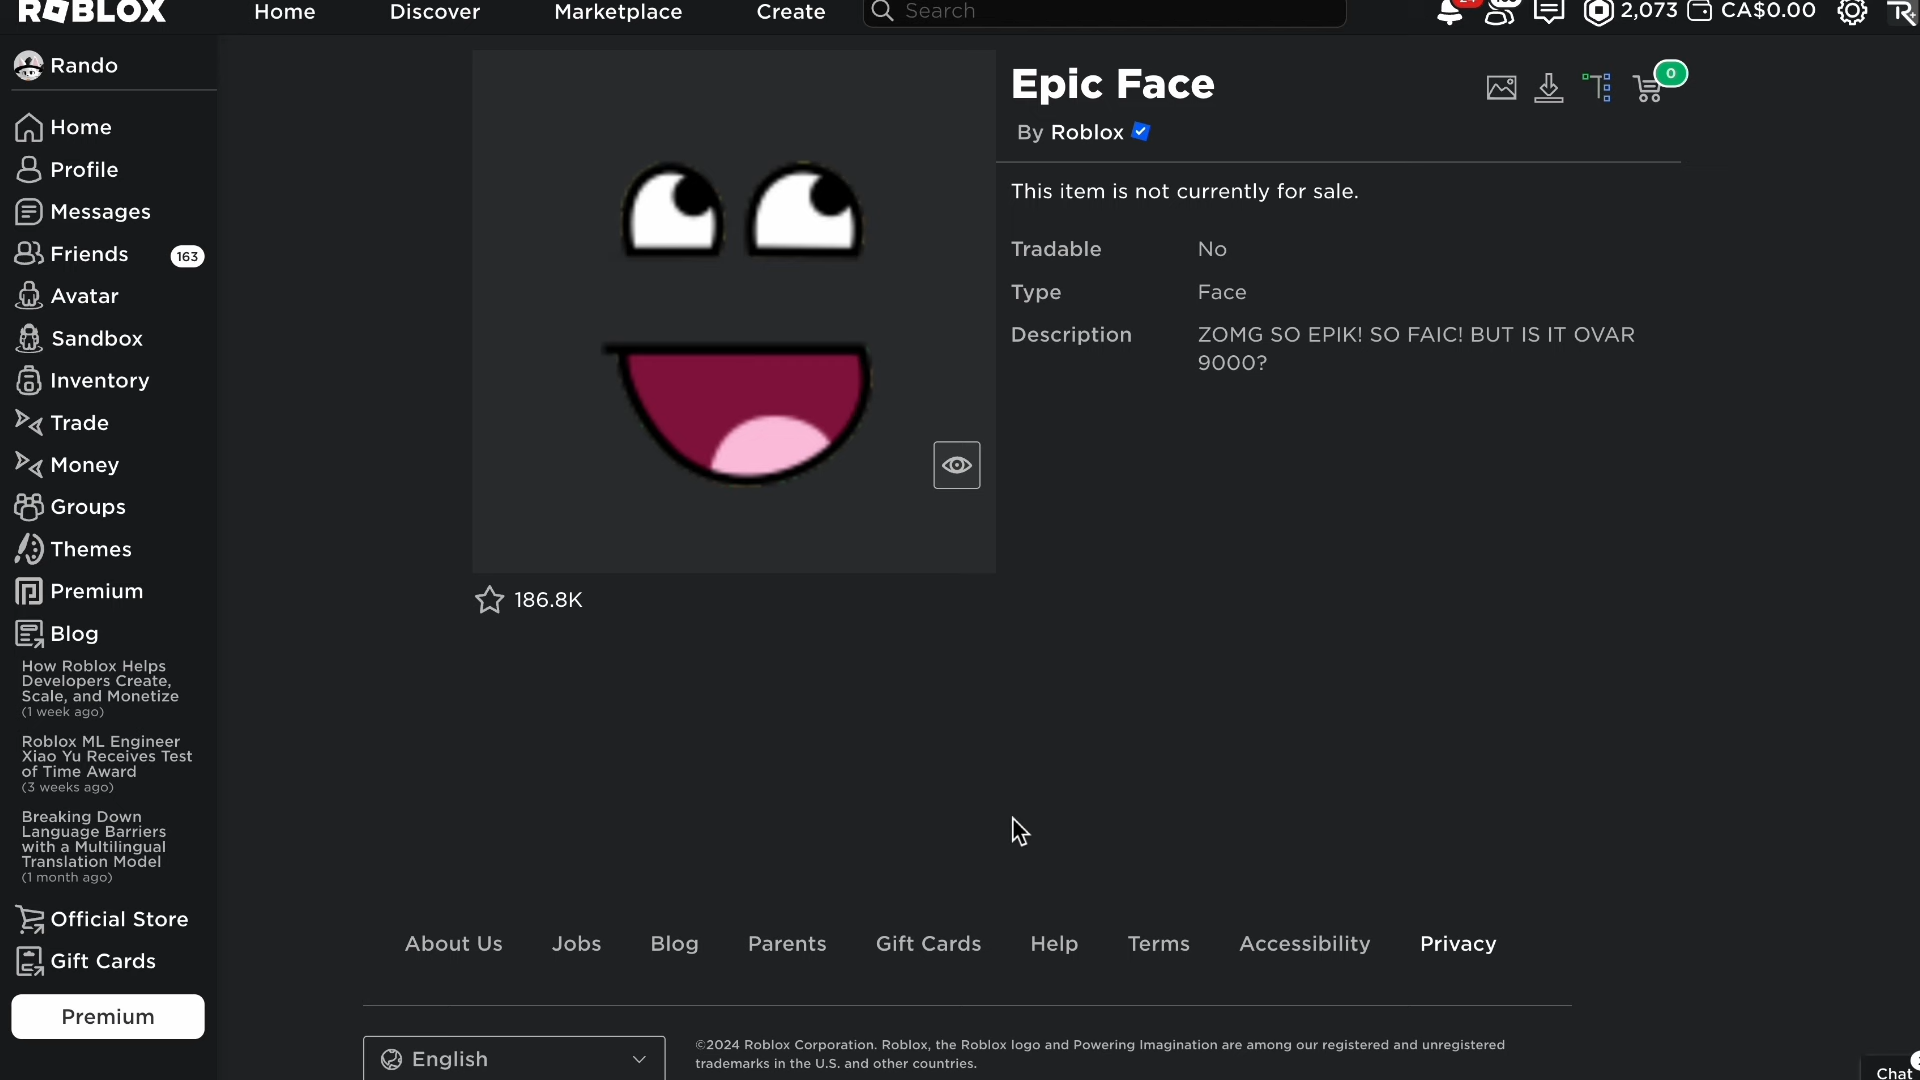 ROBLOX
Home
Discover
Marketplace
Create
Search
2,073
CA$0.00
Rando
Home
Profile
Messages
Friends
163
Avatar
Sandbox
Inventory
Trade
Money
Groups
Themes
Premium
Blog
How Roblox Helps
Developers Create,
Scale, and Monetize
(1 week ago)
Roblox ML Engineer
Xiao Yu Receives Test
of Time Award
(3 weeks ago)
Breaking Down
Language Barriers
with a Multilingual
Translation Model
(1 month ago)
Official Store
Gift Cards
Premium
186.8K
Epic Face
0
By Roblox
This item is not currently for sale.
Tradable
No
Type
Face
Description
ZOMG SO EPIK! SO FAIC! BUT IS IT OVAR
9000?
About Us
Jobs
Blog
Parents
Gift Cards
Help
Terms
Accessibility
Privacy
English
©2024 Roblox Corporation. Roblox, the Roblox logo and Powering Imagination are among our registered and unregistered
trademarks in the U.S. and other countries.
Chat